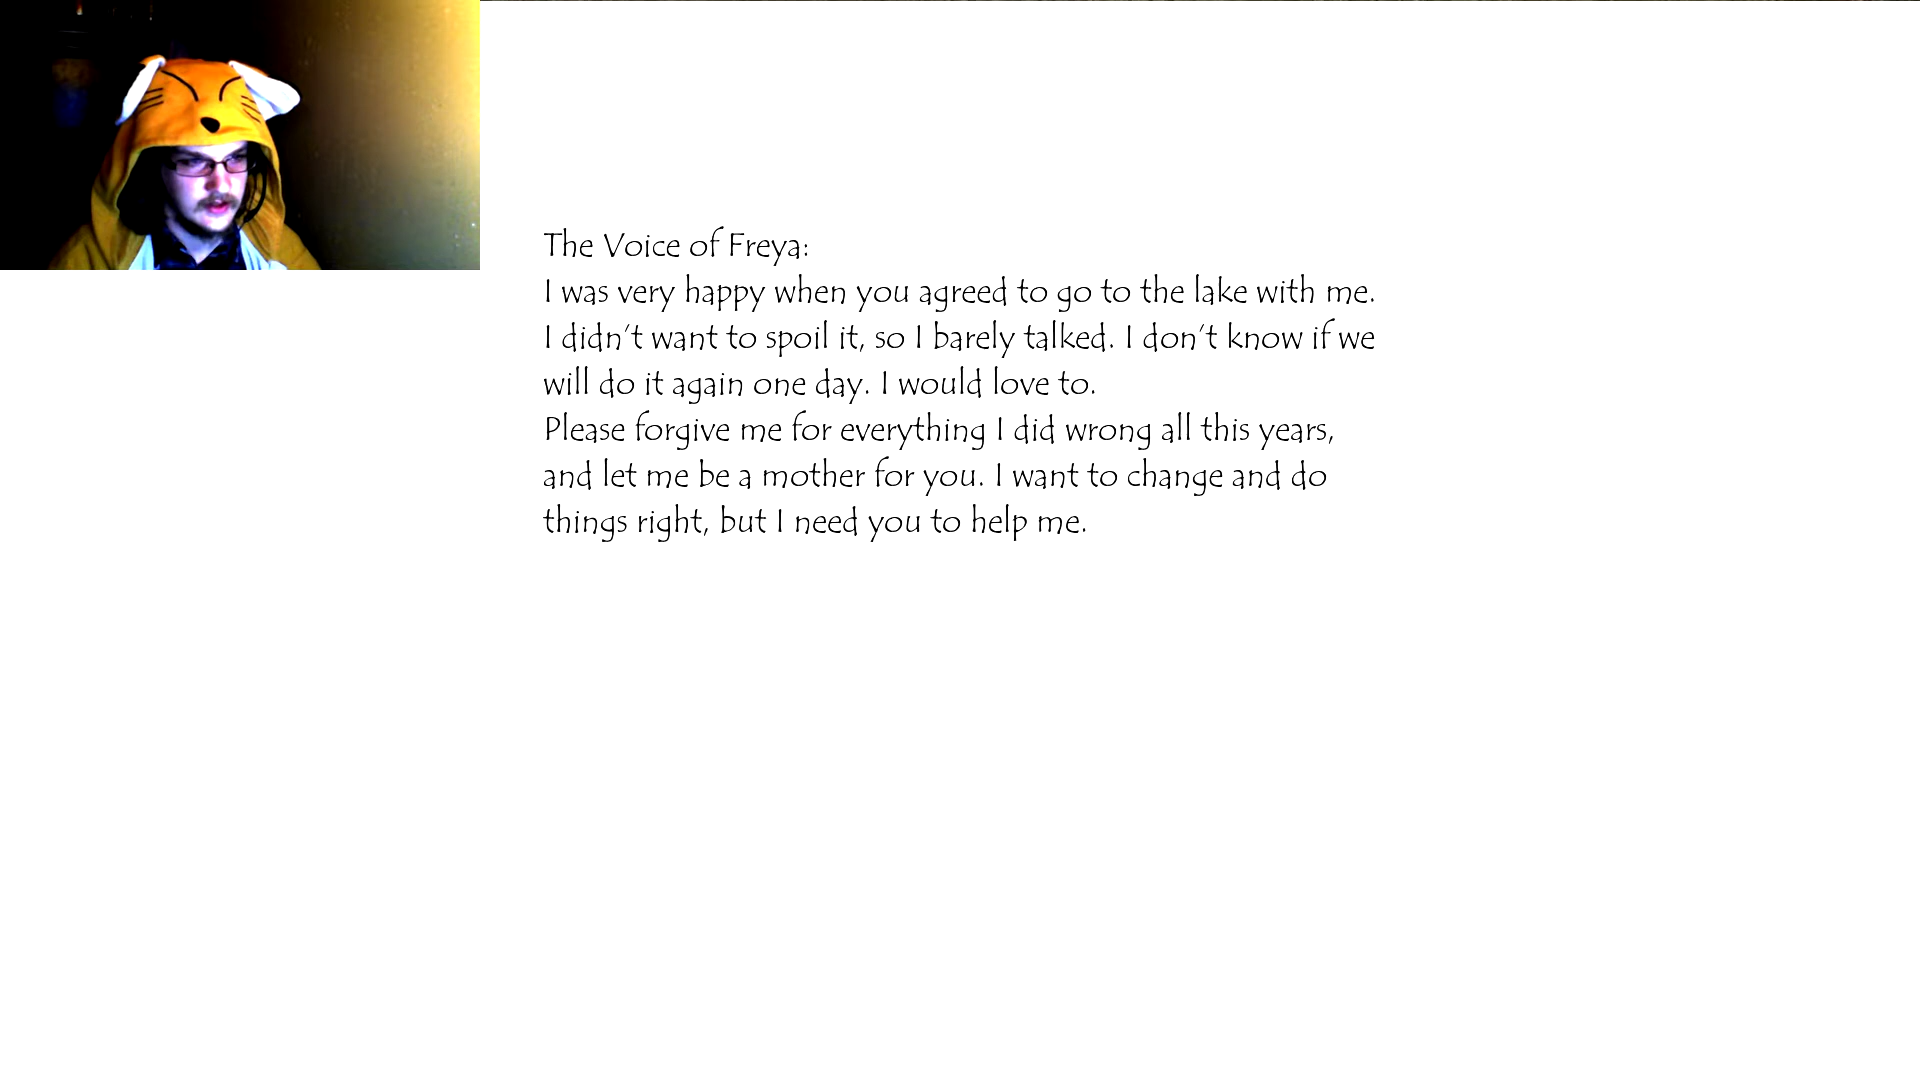 The Voice of Freya:
I was very happy when you agreed to go to the lake with me.
I didn't want to spoil it, so I barely talked. I don't know if we
will do it again one day. I would love to.
Please forgive me for everything I did wrong all this years,
and let me be a mother for you. I want to change and do
things right, but I need you to help me.